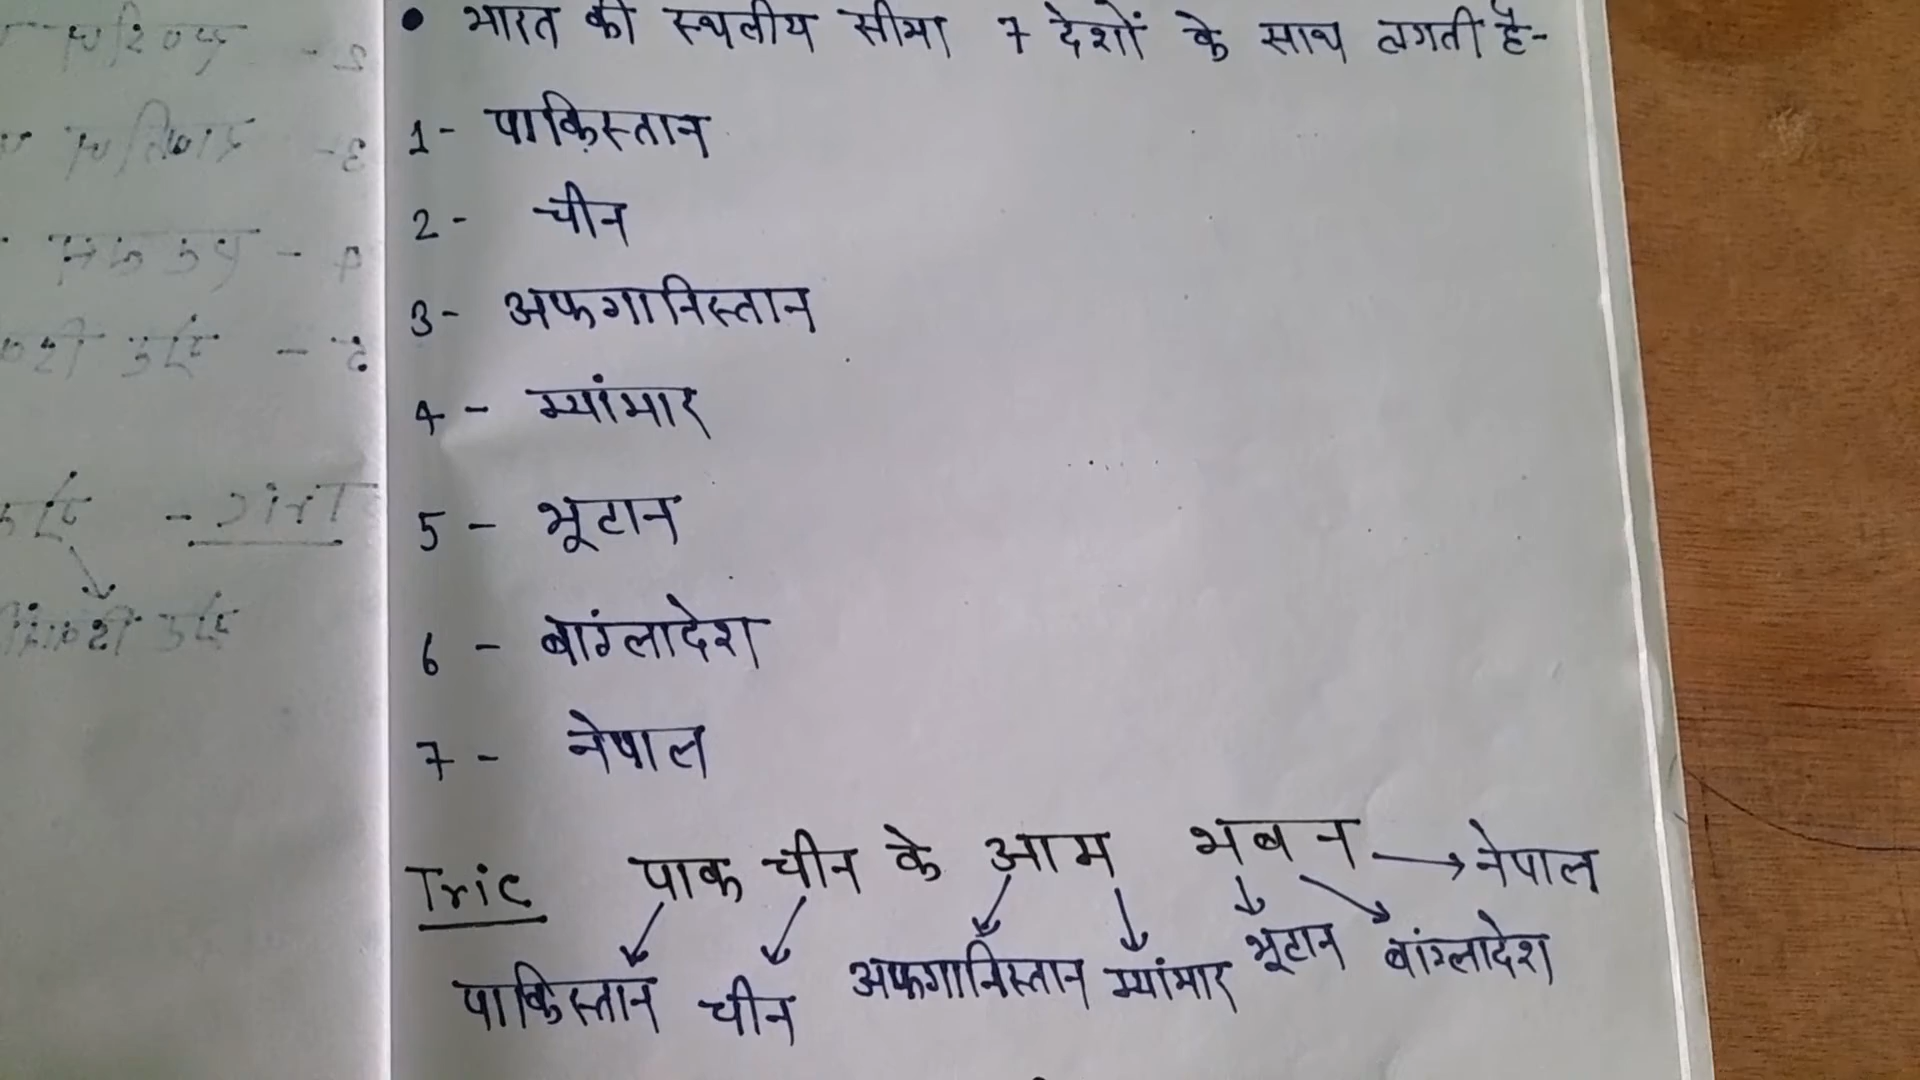 • भारत की स्थलीय सीमा 7 देशों के साथ लगती है-
1- पाकिस्तान
2- चीन
3- अफगानिस्तान
4- म्यांमार
5- भूटान
6- बांग्लादेश
7- नेपाल
Tric पाक चीन के आम भबन → नेपाल
पाकिस्तान चीन अफगानिस्तान म्यांमार भूटान बांग्लादेश